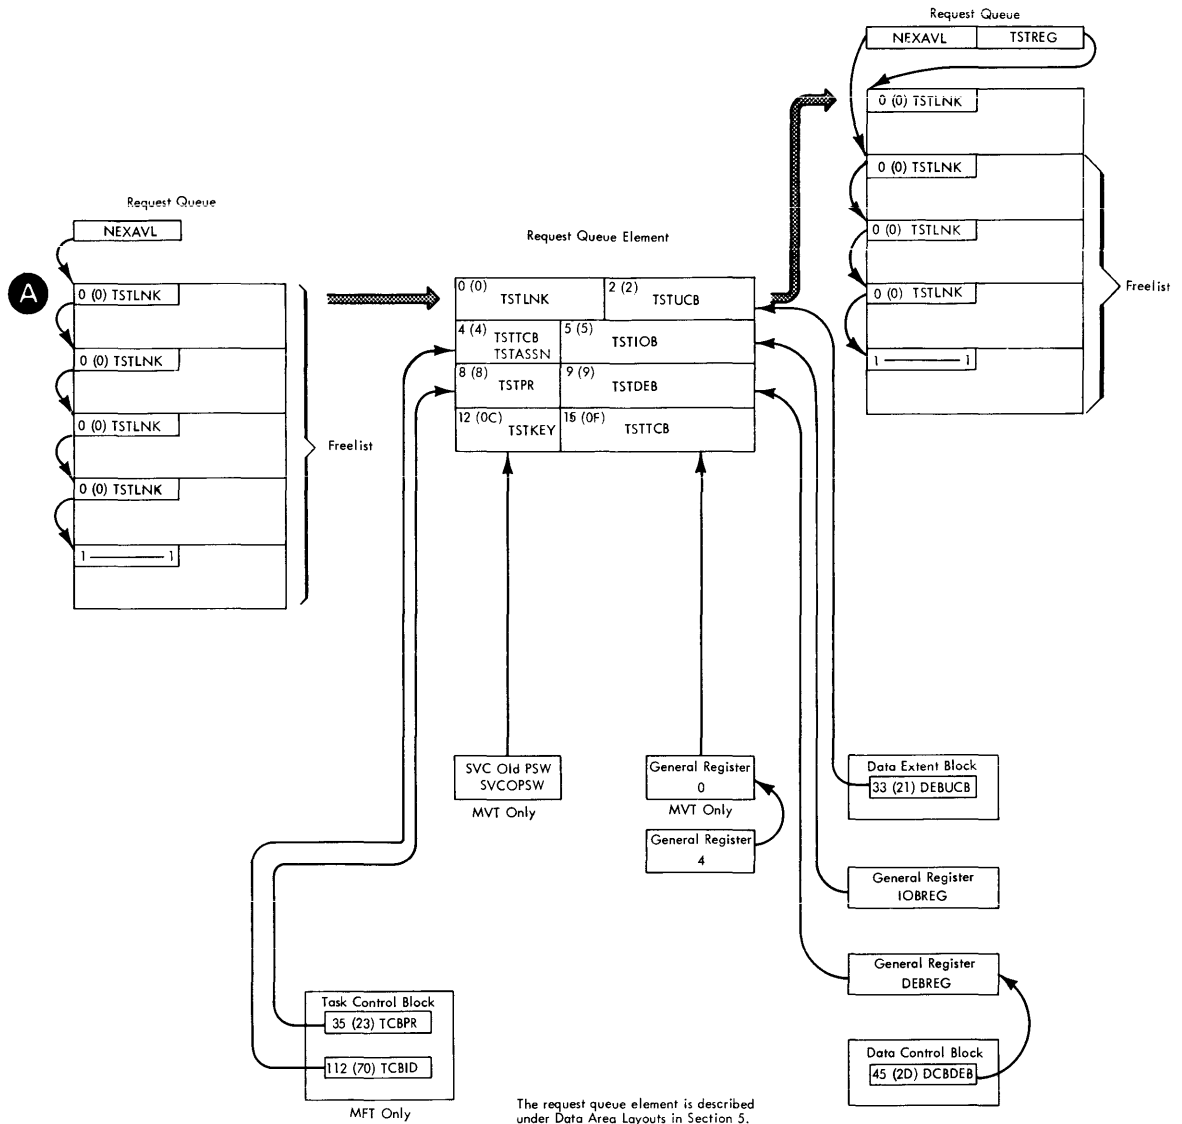 Request Queue
NEXAVL TSTREG
0 (0) TSTLNK
0 (0) TSTLNK
0 (0) TSTLNK
0 (0) TSTLNK
1 1
Freelist
Request Queue
NEXAVL
A
0 (0) TSTLNK
0 (0) TSTLNK
0 (0) TSTLNK
0 (0) TSTLNK
1 1
Freelist
Request Queue Element
0 (0) TSTLNK
2 (2) TSTUCB
4 (4) TSTTCB
TSTASSN
5 (5) TSTIOB
8 (8) TSTPR
9 (9) TSTDEB
12 (0C) TSTKEY
15 (0F) TSTTCB
SVC Old PSW
SVCOPSW
MVT Only
General Register
0
MVT Only
General Register
4
Data Extent Block
33 (21) DEBUCB
General Register
IOBREG
General Register
DEBREG
Data Control Block
45 (2D) DCBDEB
Task Control Block
35 (23) TCBPR
112 (70) TCBID
MFT Only
The request queue element is described
under Data Area Layouts in Section 5.